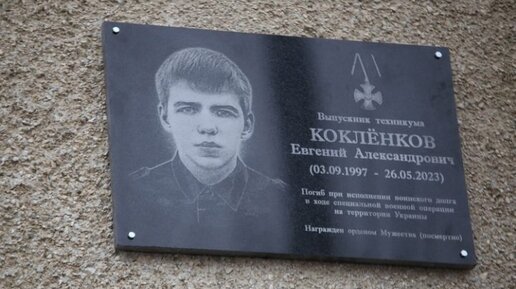 Выпускник техникума
КОКЛЁНКОВ
Евгений Александрович
(03.09.1997 - 26.05.2023)
Погиб при исполнении воинского долга
в ходе специальной военной операции
на территории Украины
Награжден орденом Мужества (посмертно)